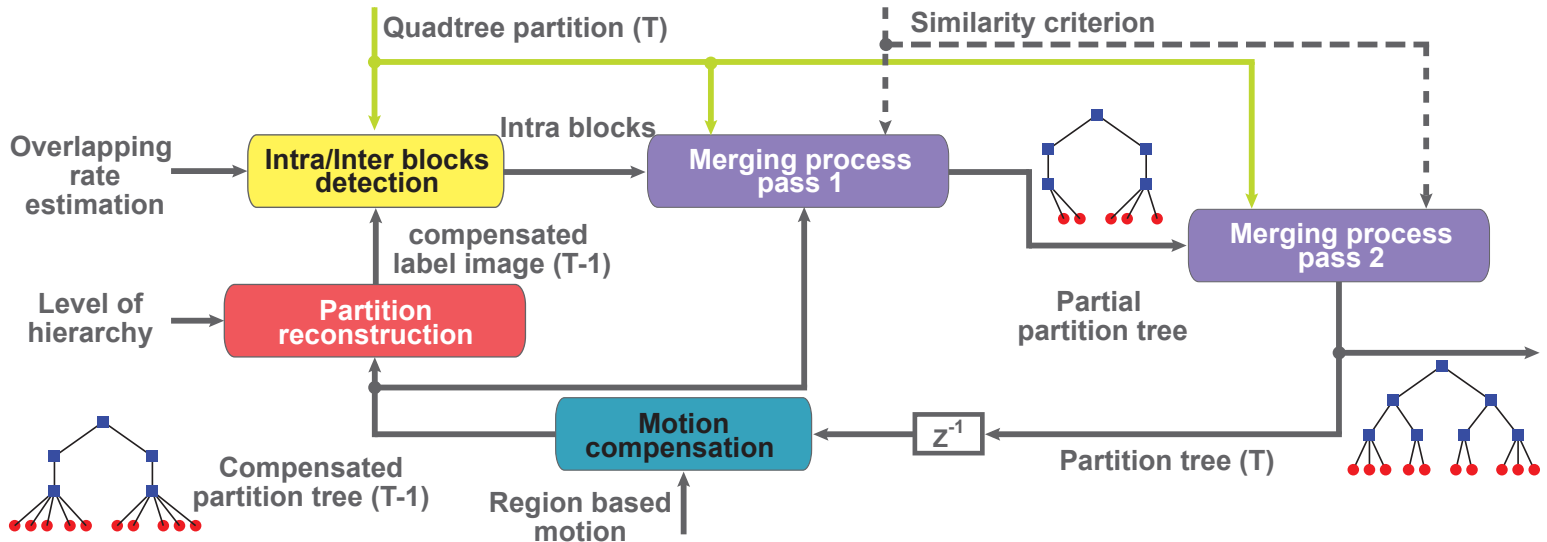 Quadtree partition (T)
Similarity criterion
Overlapping
rate
estimation
Intra/Inter blocks
detection
Intra blocks
Merging process
pass 1
Merging process
pass 2
compensated
label image (T-1)
Level of
hierarchy
Partition
reconstruction
Partial
partition tree
Motion
compensation
z-1
Partition tree (T)
Compensated
partition tree (T-1)
Region based
motion